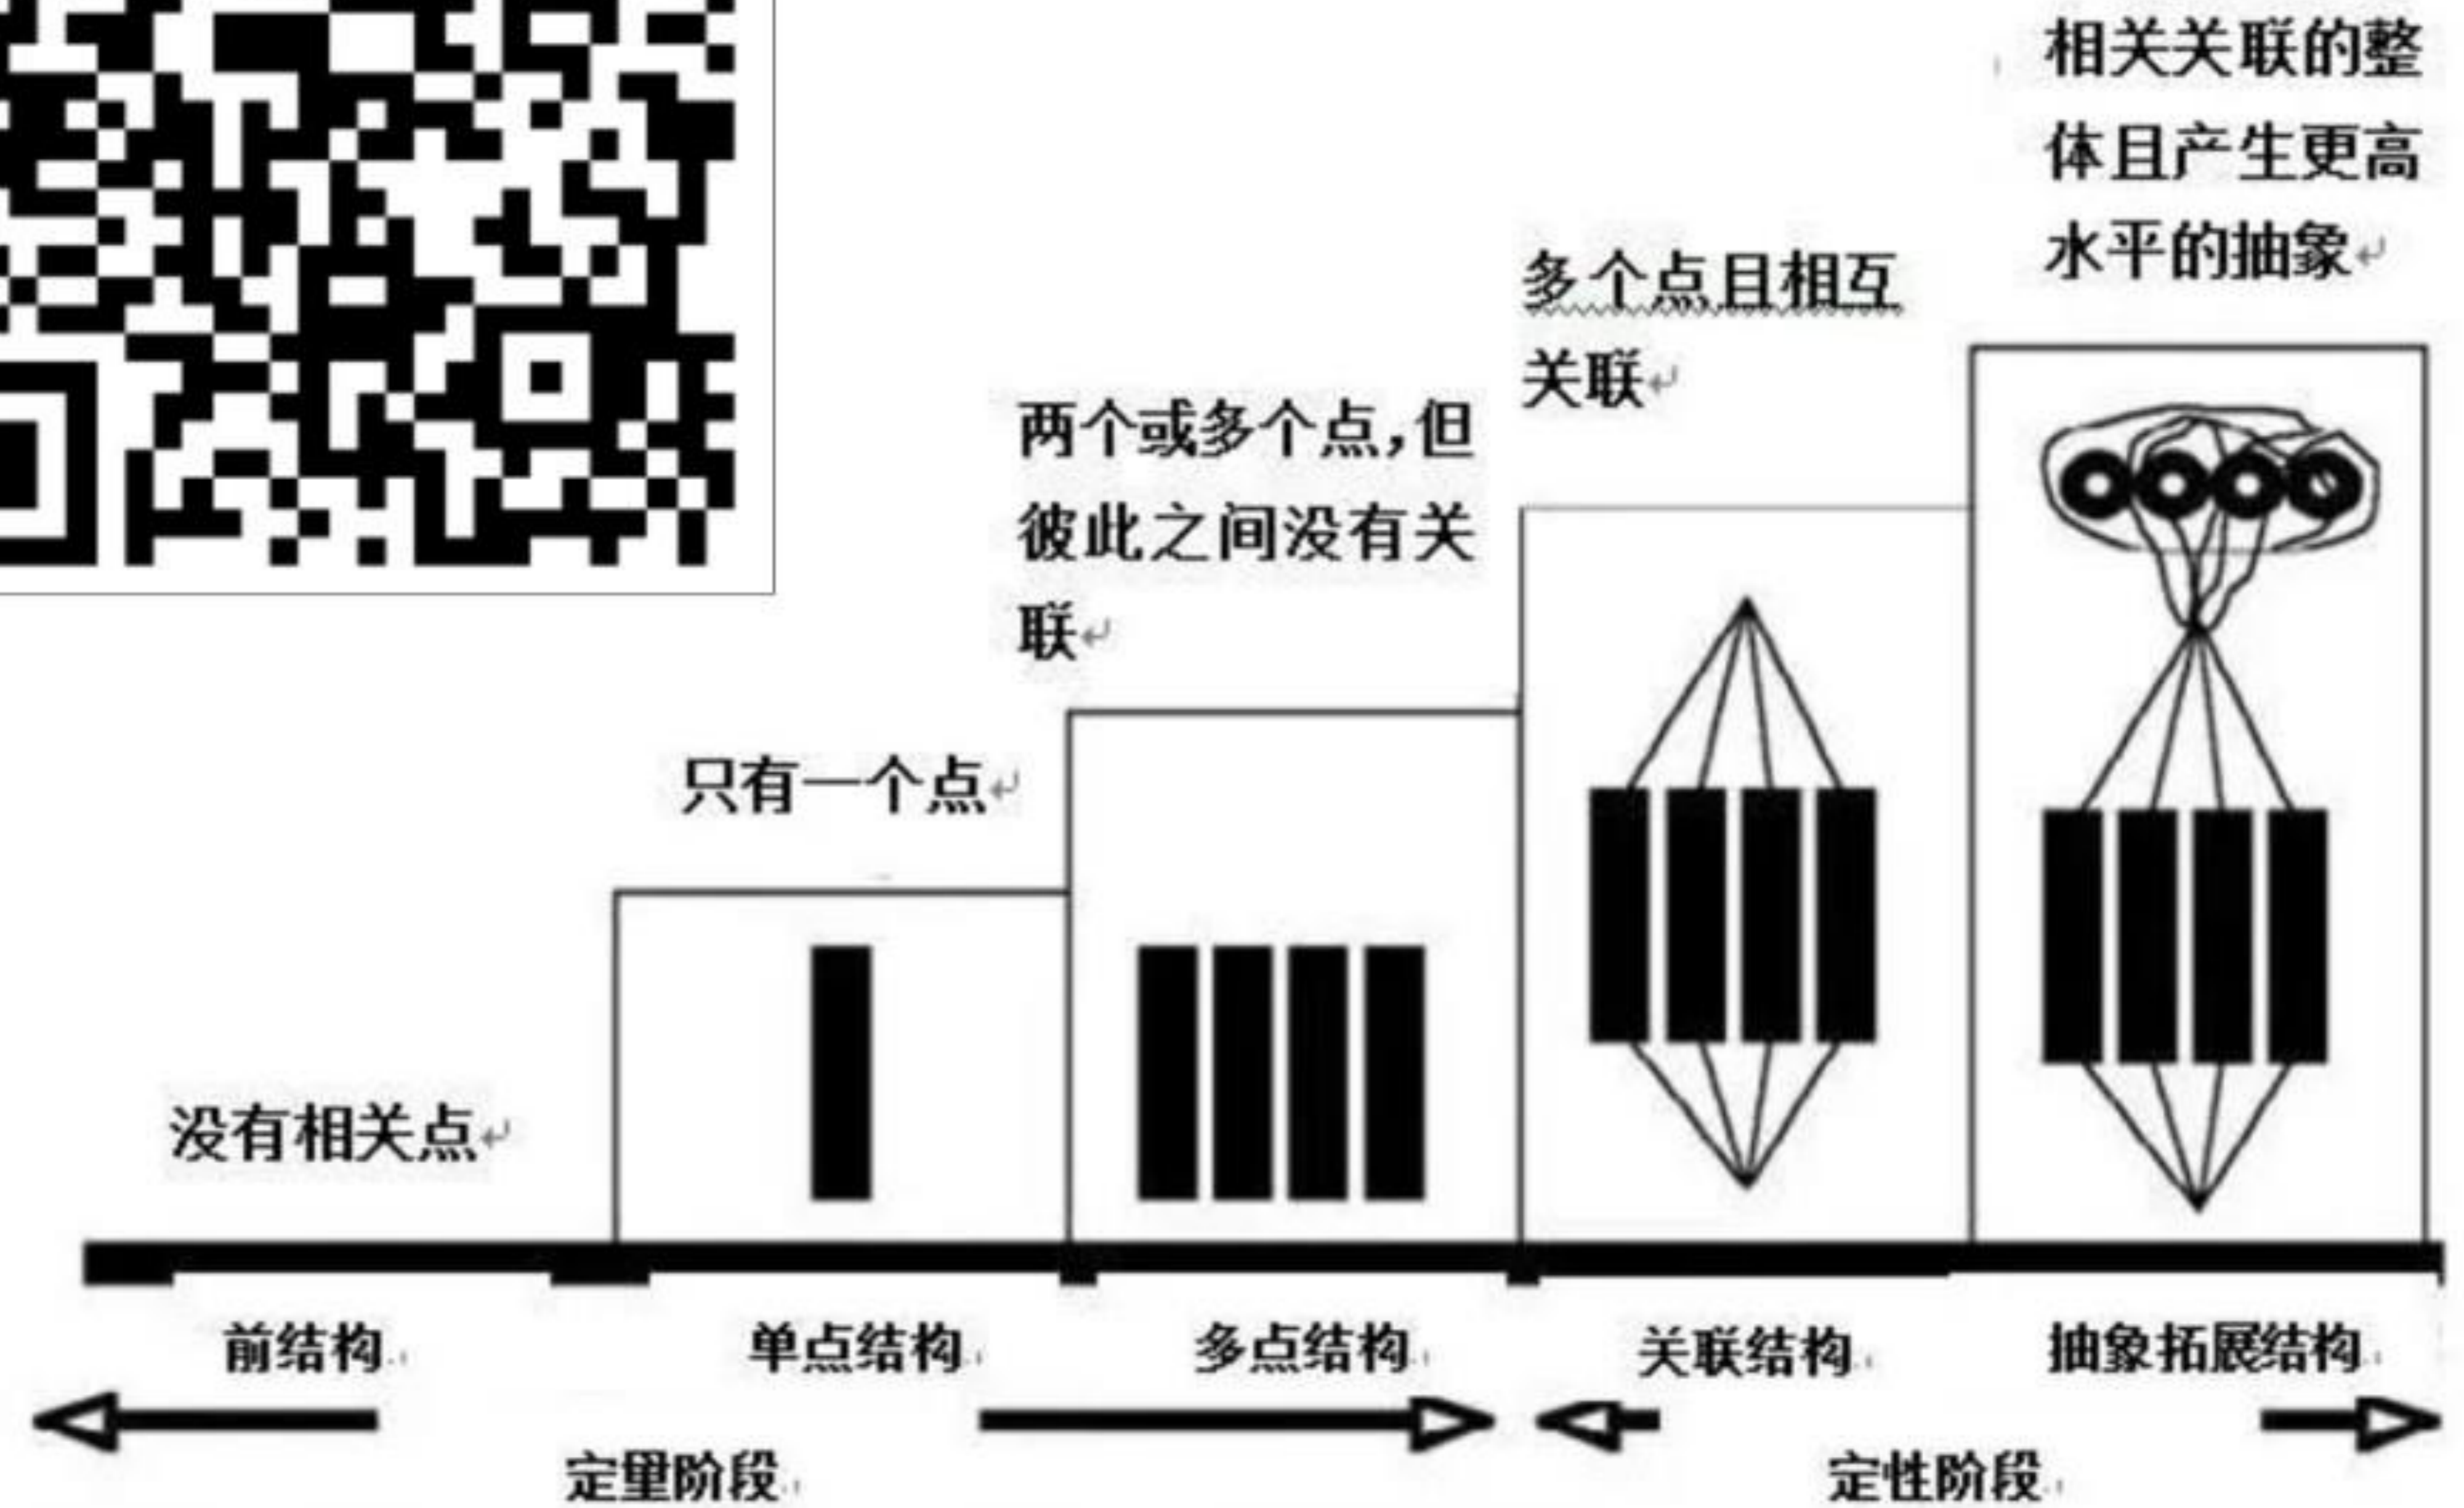 相关关联的整
体且产生更高
水平的抽象
多个点且相互
关联
两个或多个点,但
彼此之间没有关
联
只有一个点
没有相关点
前结构 单点结构 多点结构 关联结构 抽象拓展结构
定量阶段 定性阶段